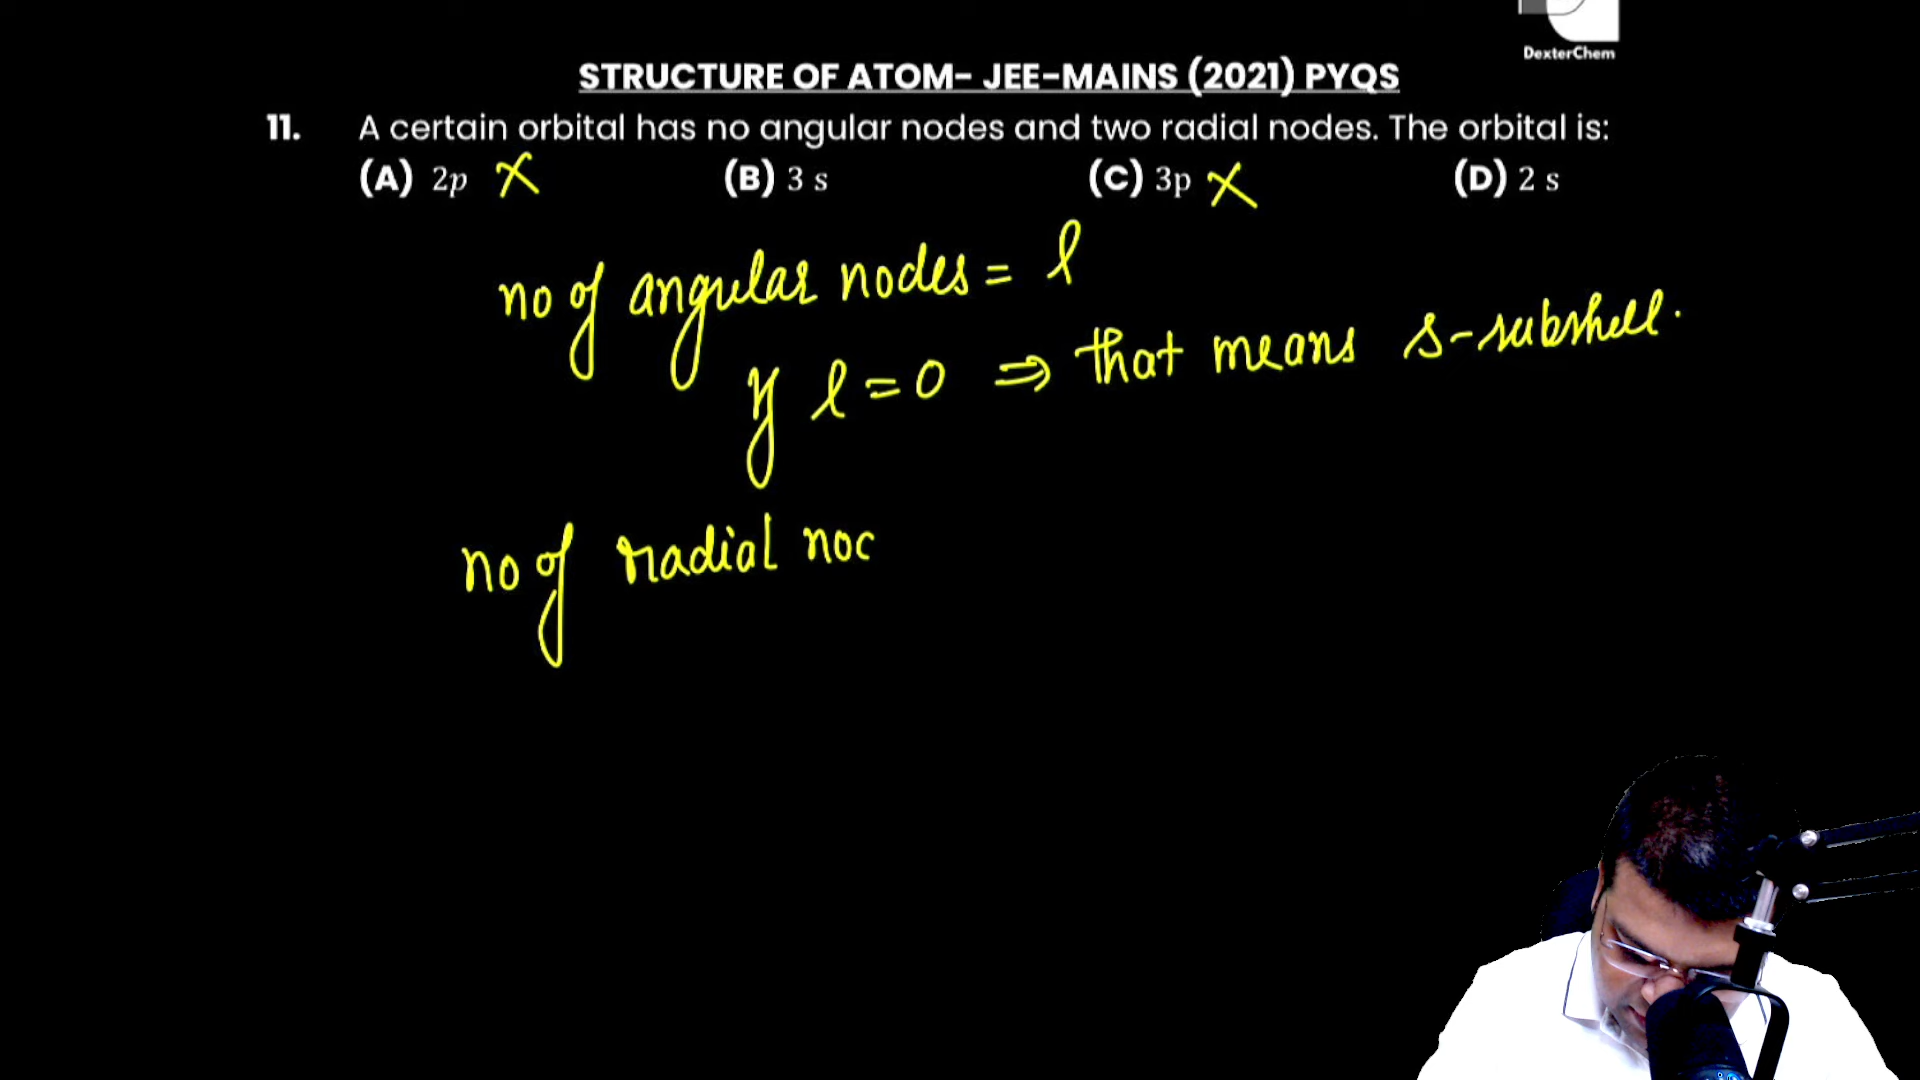 DexterChem
STRUCTURE OF ATOM- JEE-MAINS (2021) PYQS
11. A certain orbital has no angular nodes and two radial nodes. The orbital is:
(A) 2p X (B) 3 s (C) 3p X (D) 2 s
no of angular nodes = l
if l = 0 ⇒ that means s-subshell.
no of radial noc